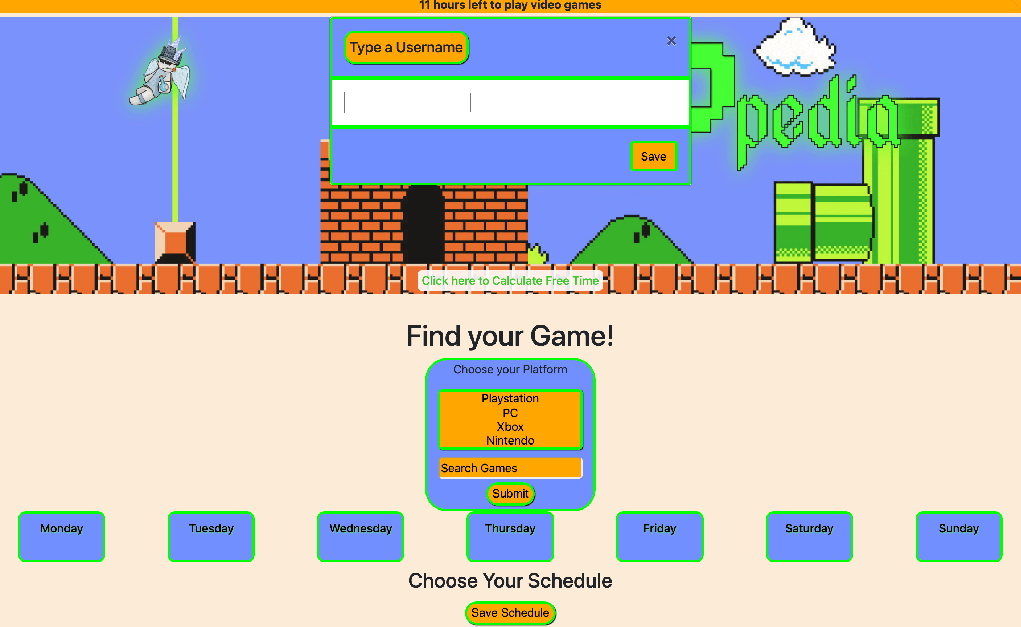 11 hours left to play video games
Type a Username
×
Ppedia
Save
Click here to Calculate Free Time
Find your Game!
Choose your Platform
Playstation
PC
Xbox
Nintendo
Search Games
Submit
Monday Tuesday Wednesday Thursday Friday Saturday Sunday
Choose Your Schedule
Save Schedule